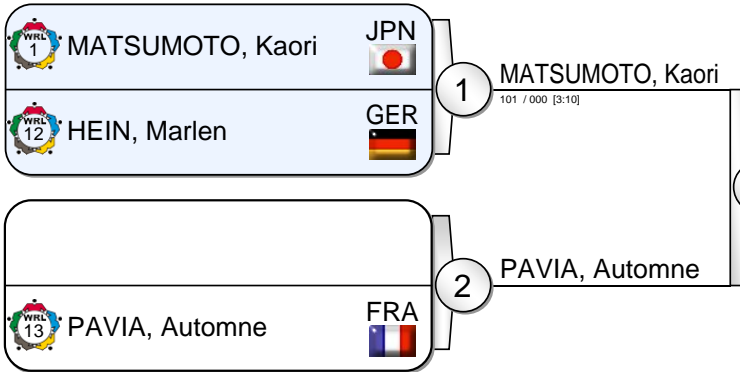 WRL
1
MATSUMOTO, Kaori
JPN
WRL
12
HEIN, Marlen
GER
1
MATSUMOTO, Kaori
101 / 000 [3:10]
WRL
13
PAVIA, Automne
FRA
2
PAVIA, Automne